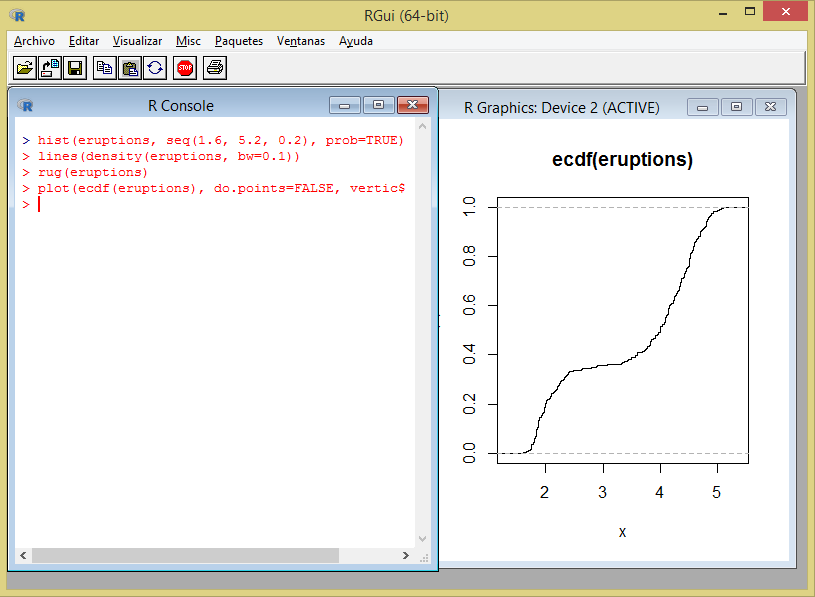 RGui (64-bit)
Archivo Editar Visualizar Misc Paquetes Ventanas Ayuda
STOP
R Console
> hist(eruptions, seq(1.6, 5.2, 0.2), prob=TRUE)
> lines(density(eruptions, bw=0.1))
> rug(eruptions)
> plot(ecdf(eruptions), do.points=FALSE, vertic$
>
R Graphics: Device 2 (ACTIVE)
ecdf(eruptions)
1.0
0.8
0.6
0.4
0.2
0.0
2 3 4 5
x